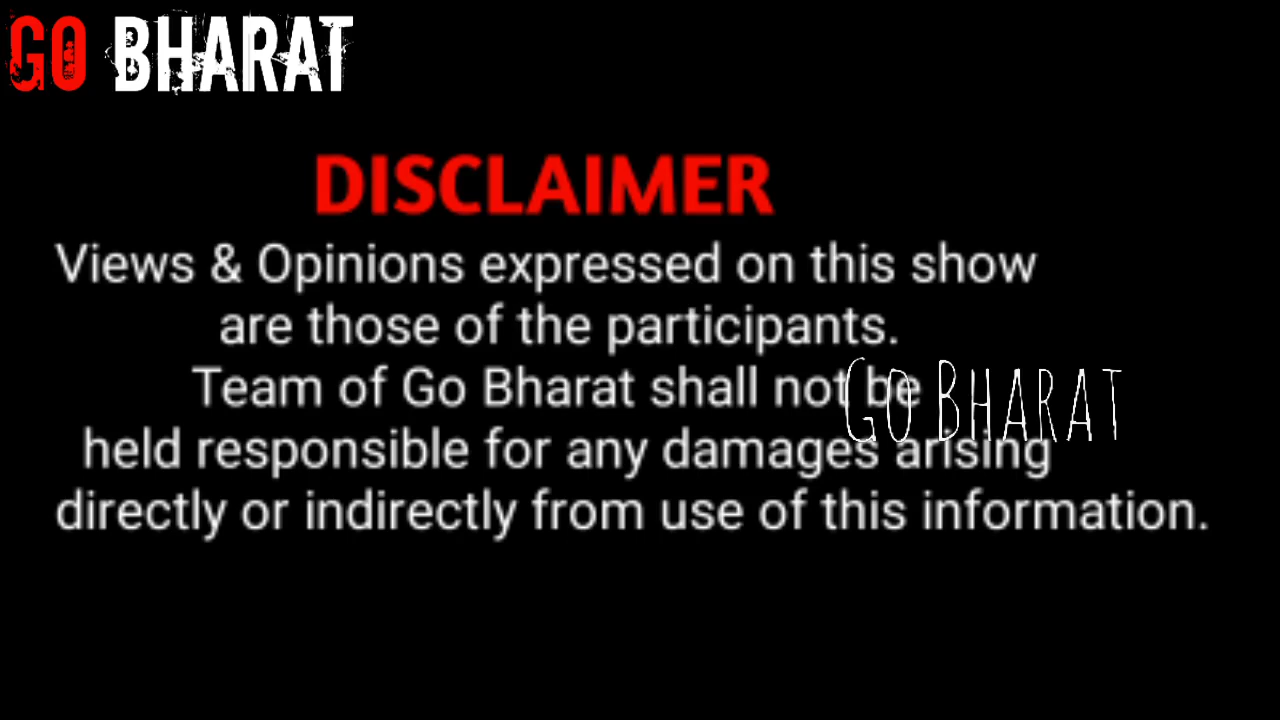 GO BHARAT
DISCLAIMER
Views & Opinions expressed on this show
are those of the participants.
Team of Go Bharat shall not be
Go Bharat
held responsible for any damages arising
directly or indirectly from use of this information.